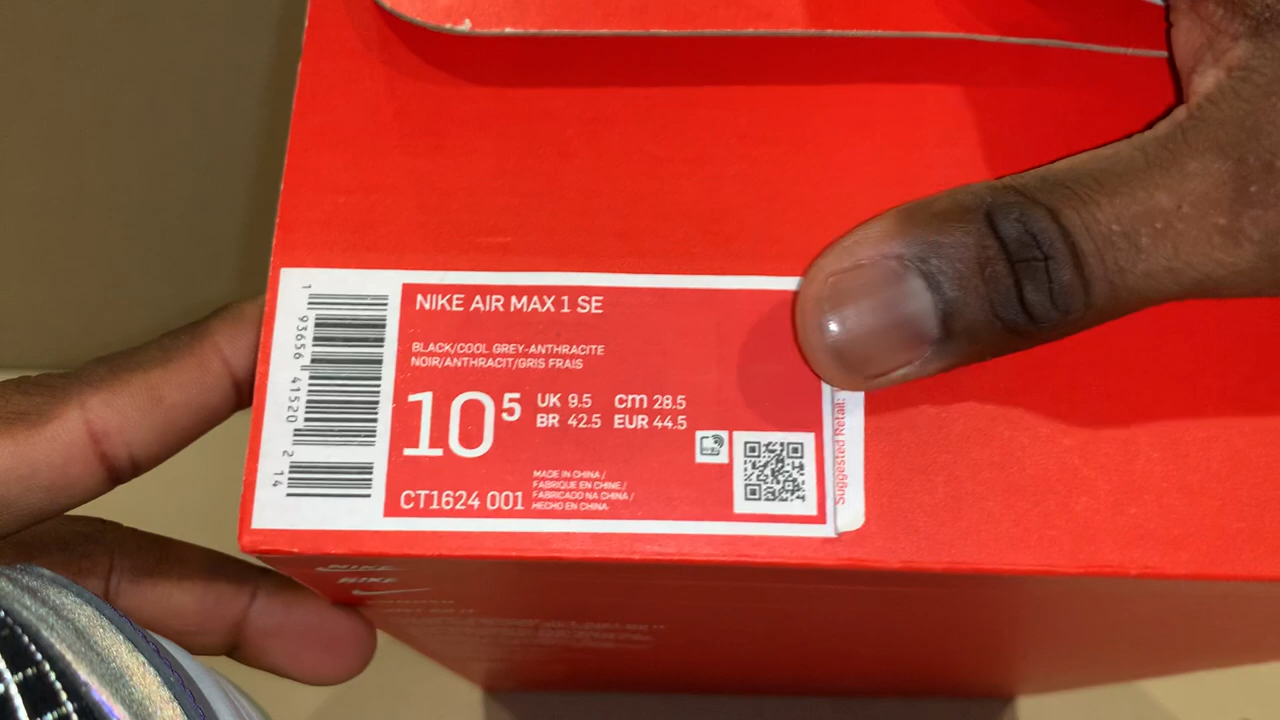 NIKE AIR MAX 1 SE
BLACK/COOL GREY-ANTHRACITE
NOIR/ANTHRACIT/GRIS FRAIS
10⁵ UK 9.5 cm 28.5
BR 42.5 EUR 44.5
MADE IN CHINA /
FABRIQUE EN CHINE /
FABRICADO NA CHINA /
HECHO EN CHINA
CT1624 001
1 93656 41520 2 14
Suggested Retail:
NIKE
NIKE